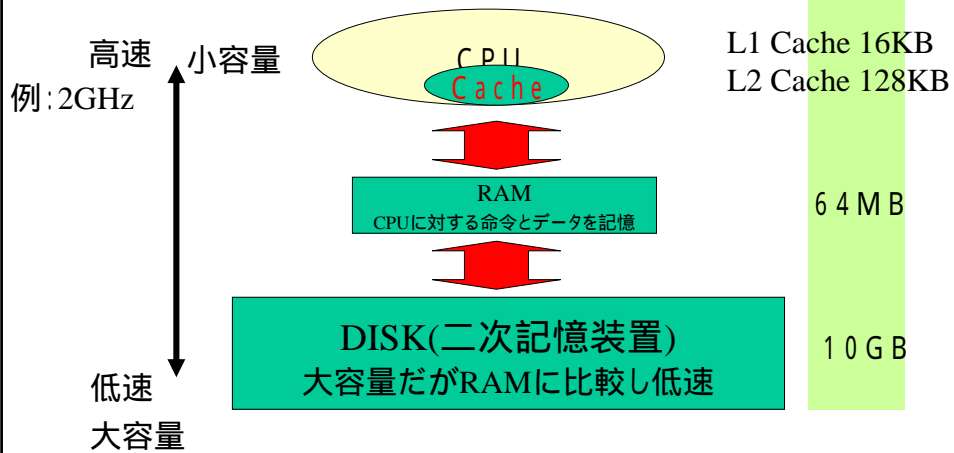 高速 小容量
例:2GHz
CPU
Cache
L1 Cache 16KB
L2 Cache 128KB
RAM
CPUに対する命令とデータを記憶
64MB
DISK(二次記憶装置)
大容量だがRAMに比較し低速
10GB
低速
大容量